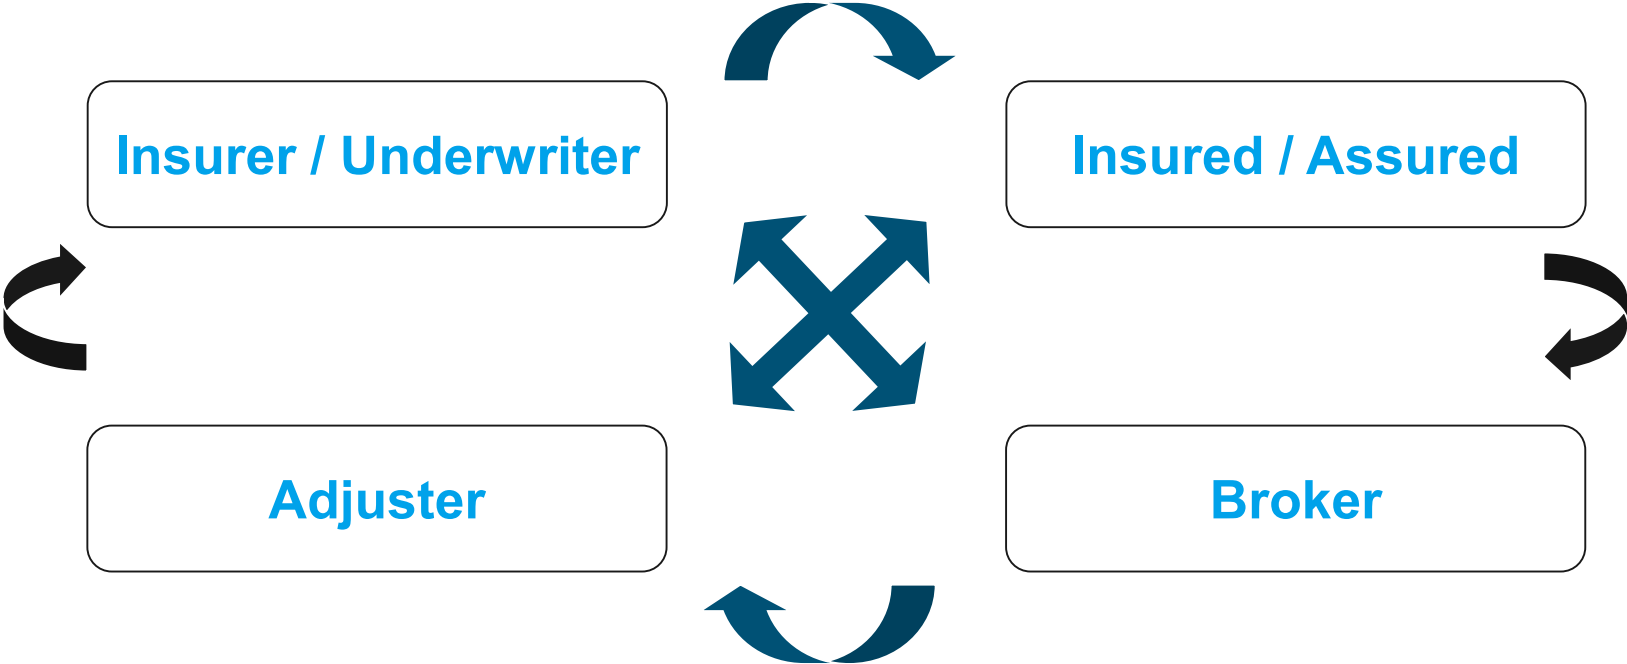 Insurer / Underwriter
Insured / Assured
Adjuster
Broker